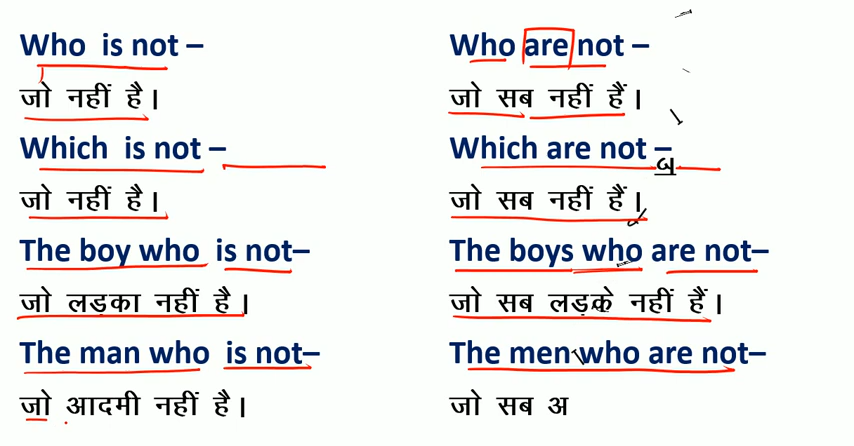 Who is not –
जो नहीं है।
Which is not –
जो नहीं है।
The boy who is not–
जो लड़का नहीं है।
The man who is not–
जो आदमी नहीं है।
Who are not –
जो सब नहीं हैं।
Which are not –
जो सब नहीं हैं।
The boys who are not–
जो सब लड़के नहीं हैं।
The men who are not–
जो सब अ